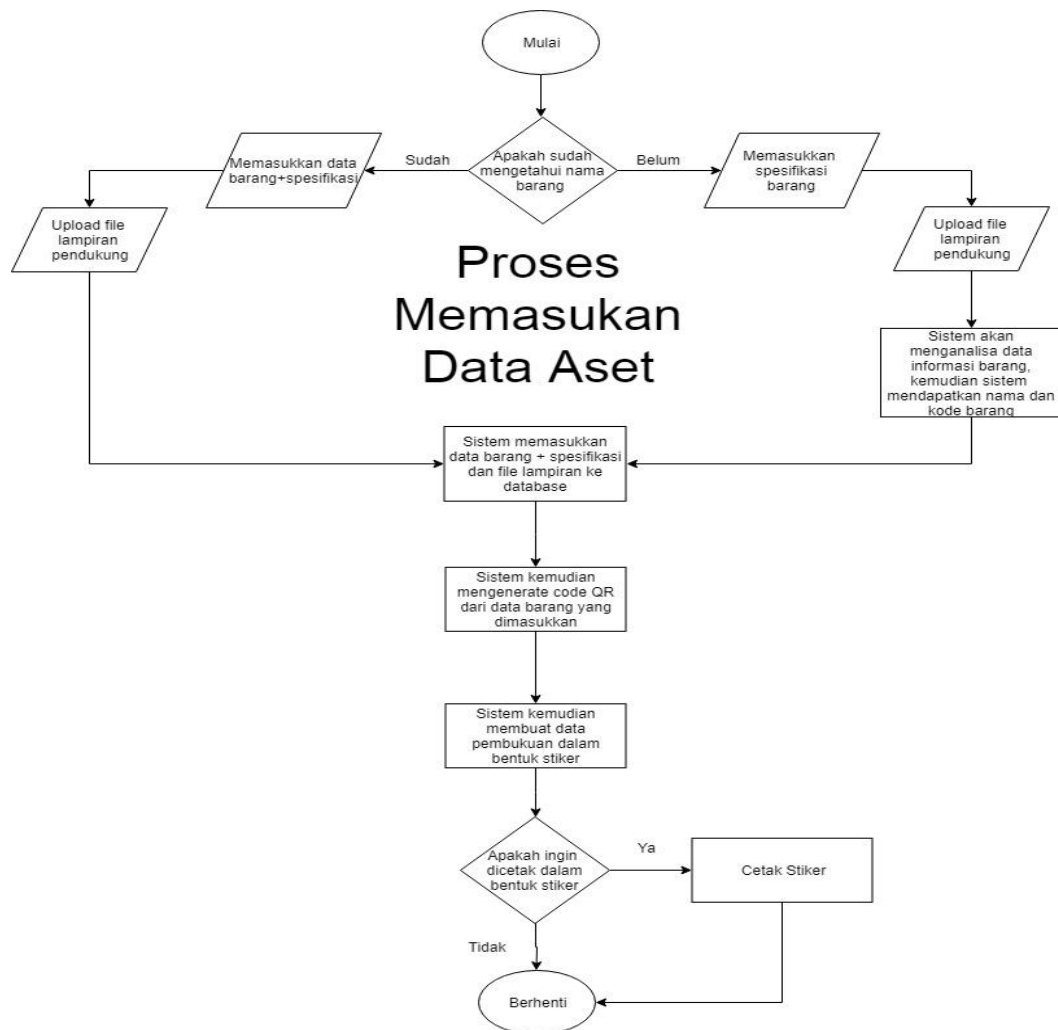 Mulai
Apakah sudah
mengetahui nama
barang
Sudah
Belum
Memasukkan data
barang+spesifikasi
Memasukkan
spesifikasi
barang
Upload file
lampiran
pendukung
Upload file
lampiran
pendukung
Proses
Memasukan
Data Aset
Sistem akan
menganalisa data
informasi barang,
kemudian sistem
mendapatkan nama dan
kode barang
Sistem memasukkan
data barang + spesifikasi
dan file lampiran ke
database
Sistem kemudian
mengenerate code QR
dari data barang yang
dimasukkan
Sistem kemudian
membuat data
pembukuan dalam
bentuk stiker
Apakah ingin
dicetak dalam
bentuk stiker
Ya
Cetak Stiker
Tidak
Berhenti